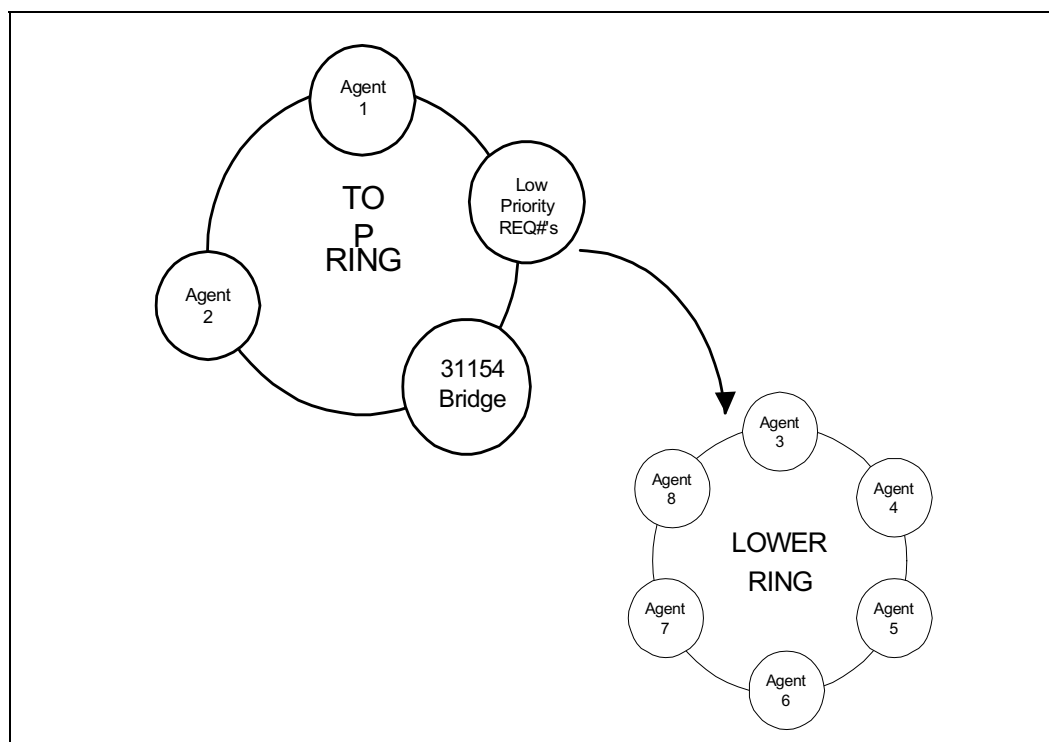 Agent
1
Low
Priority
REQ#'s
TO
P
RING
Agent
2
31154
Bridge
Agent
3
Agent
8
Agent
4
LOWER
RING
Agent
7
Agent
5
Agent
6